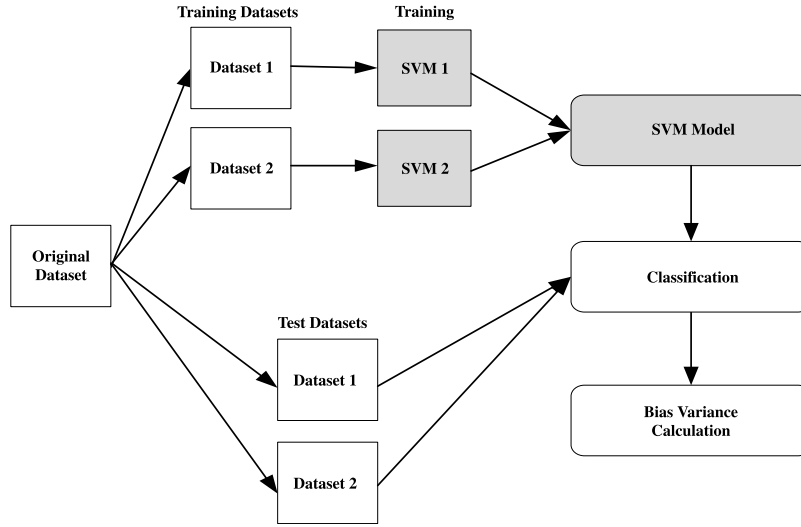 Training Datasets
Training
Dataset 1
SVM 1
Dataset 2
SVM 2
SVM Model
Original
Dataset
Classification
Test Datasets
Dataset 1
Dataset 2
Bias Variance
Calculation